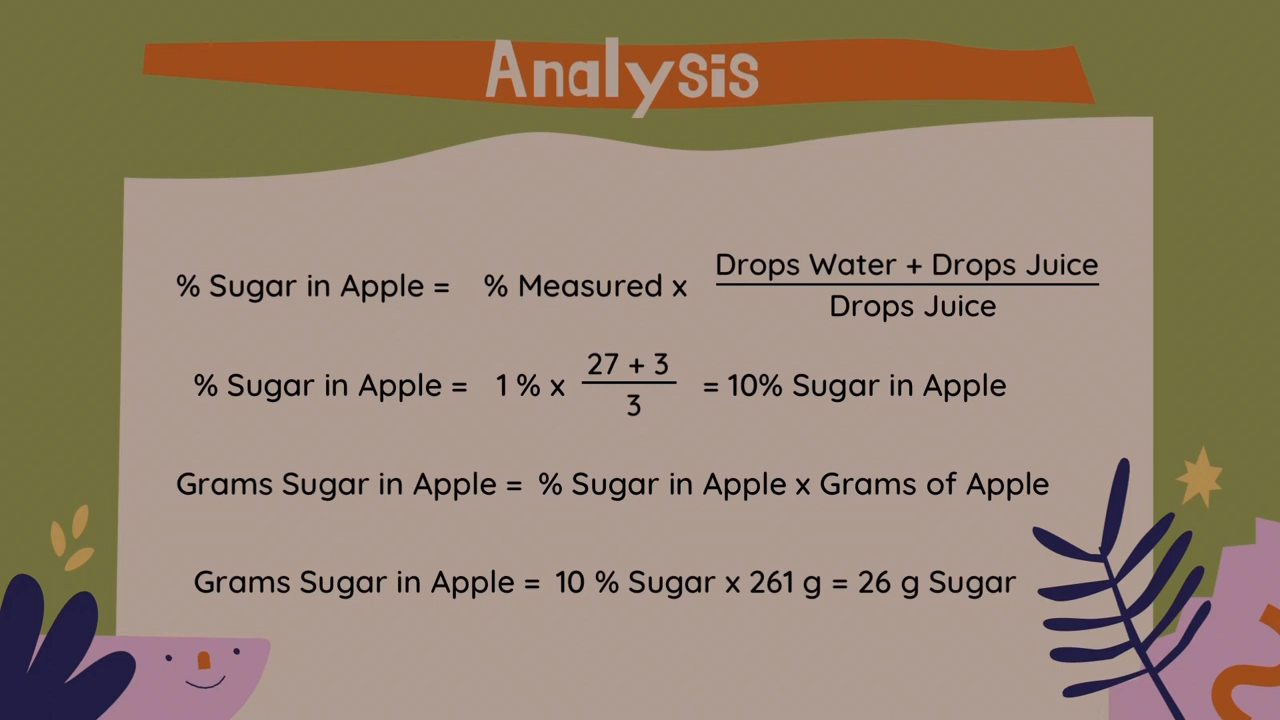 Analysis
% Sugar in Apple = % Measured x Drops Water + Drops Juice
Drops Juice
% Sugar in Apple = 1 % x 27 + 3
3
= 10% Sugar in Apple
Grams Sugar in Apple = % Sugar in Apple x Grams of Apple
Grams Sugar in Apple = 10 % Sugar x 261 g = 26 g Sugar